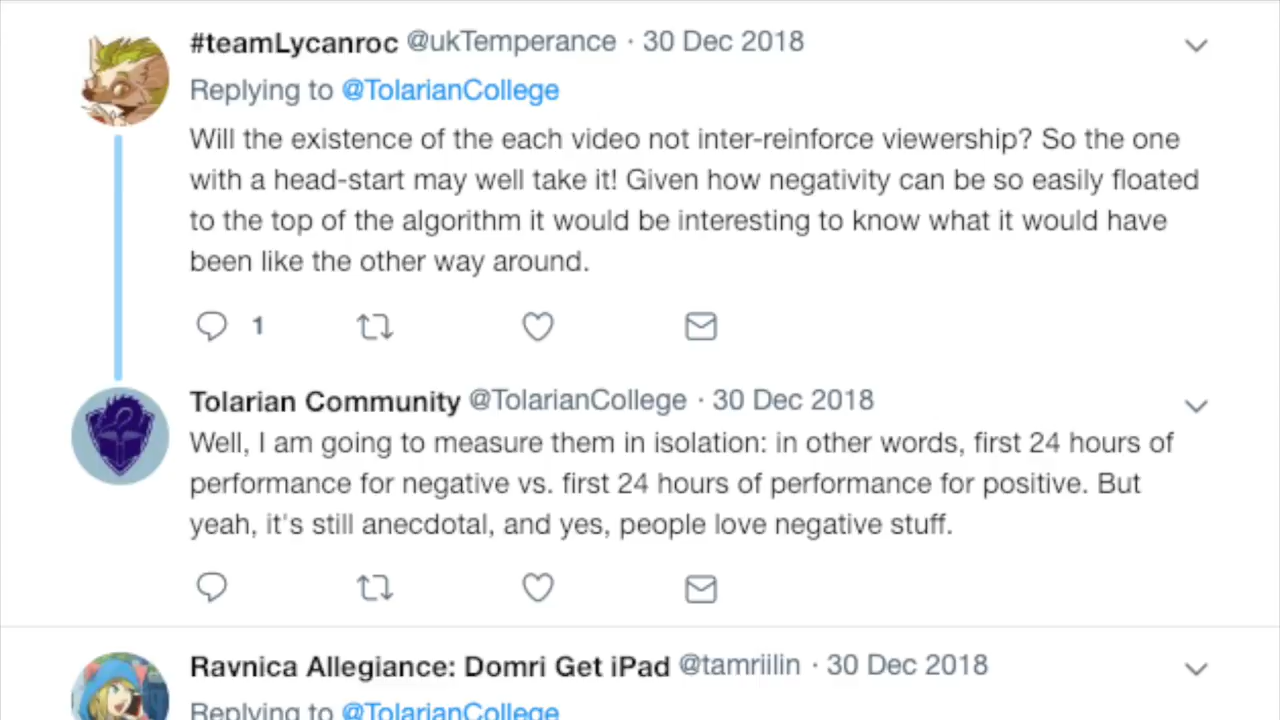 #teamLycanroc @ukTemperance · 30 Dec 2018
Replying to @TolarianCollege
Will the existence of the each video not inter-reinforce viewership? So the one
with a head-start may well take it! Given how negativity can be so easily floated
to the top of the algorithm it would be interesting to know what it would have
been like the other way around.
1
Tolarian Community @TolarianCollege · 30 Dec 2018
Well, I am going to measure them in isolation: in other words, first 24 hours of
performance for negative vs. first 24 hours of performance for positive. But
yeah, it's still anecdotal, and yes, people love negative stuff.
Ravnica Allegiance: Domri Get iPad @tamriilin · 30 Dec 2018
Replying to @TolarianCollege